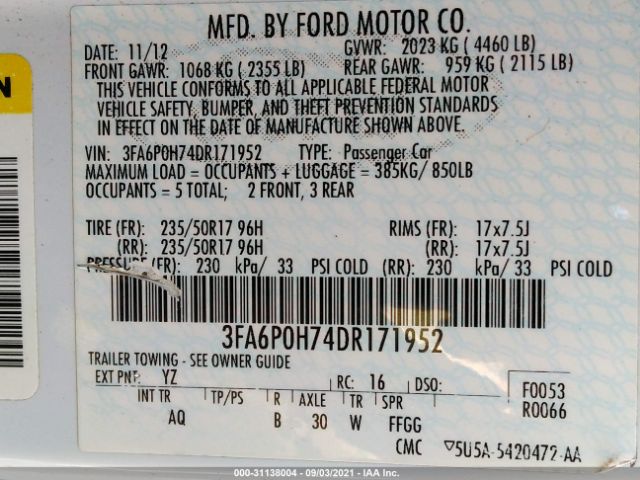 MFD. BY FORD MOTOR CO.
DATE: 11/12 GVWR: 2023 KG (4460 LB)
FRONT GAWR: 1068 KG (2355 LB) REAR GAWR: 959 KG (2115 LB)
THIS VEHICLE CONFORMS TO ALL APPLICABLE FEDERAL MOTOR
VEHICLE SAFETY, BUMPER, AND THEFT PREVENTION STANDARDS
IN EFFECT ON THE DATE OF MANUFACTURE SHOWN ABOVE.
VIN: 3FA6P0H74DR171952 TYPE: Passenger Car
MAXIMUM LOAD = OCCUPANTS + LUGGAGE = 385KG/ 850LB
OCCUPANTS = 5 TOTAL; 2 FRONT, 3 REAR
TIRE (FR): 235/50R17 96H RIMS (FR): 17x7.5J
(RR): 235/50R17 96H (RR): 17x7.5J
PRESSURE (FR): 230 kPa/ 33 PSI COLD (RR): 230 kPa/ 33 PSI COLD
3FA6P0H74DR171952
TRAILER TOWING - SEE OWNER GUIDE
EXT PNT: YZ RC: 16 DSO: F0053
INT TR TP/PS R AXLE TR SPR R0066
AQ B 30 W FFGG
CMC 5U5A-5420472-AA
000-31138004 - 09/03/2021 - IAA Inc.